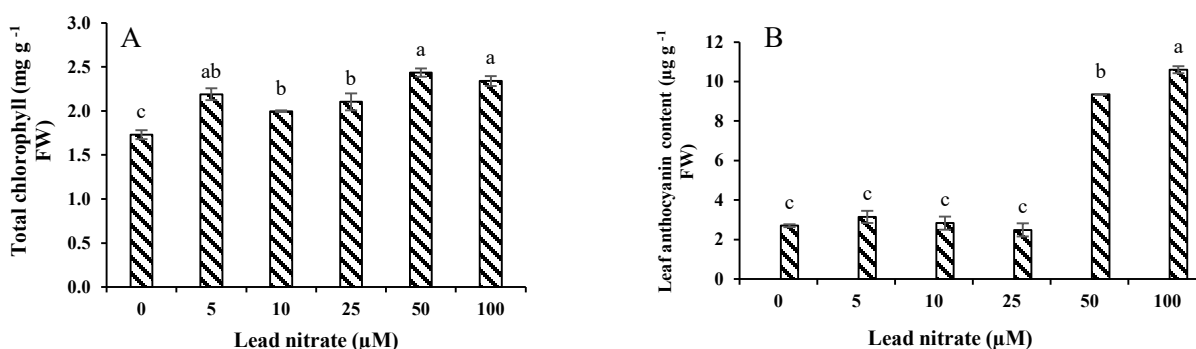 A
Total chlorophyll (mg g -1
FW)
3.0
2.5
2.0
1.5
1.0
0.5
0.0
c
ab
b
b
a
a
0 5 10 25 50 100
Lead nitrate (µM)
B
Leaf anthocyanin content (µg g -1
FW)
12
10
8
6
4
2
0
c
c
c
c
b
a
0 5 10 25 50 100
Lead nitrate (µM)